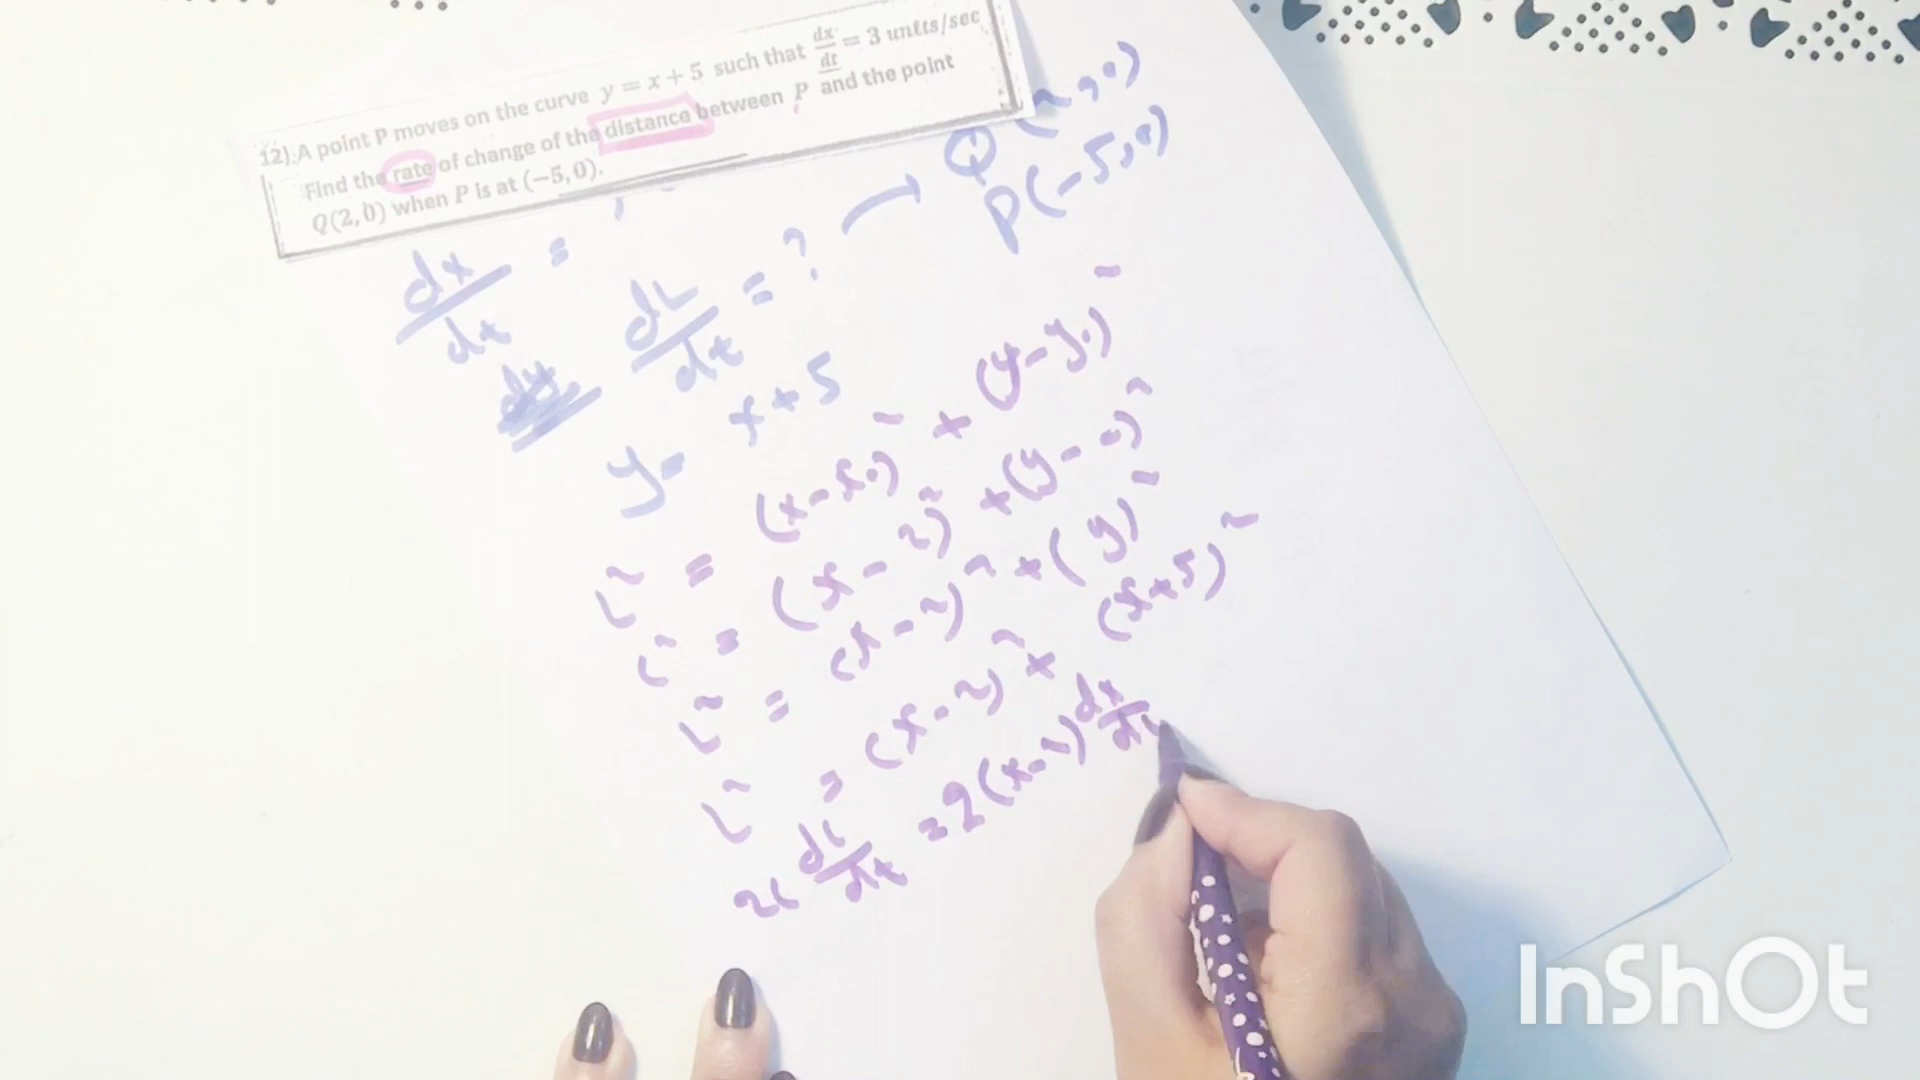 12).A point P moves on the curve y = x + 5 such that dx/dt = 3 units/sec
Find the rate of change of the distance between P and the point
Q(2,0) when P is at (−5,0).
Q (
P(-5,0)
dx/dt =
dL/dt = ?
dy
y = x + 5
L² = (x - x.)² + (y - y.)²
L² = (x - 2)² + (y - 0)²
L² = (x - 2)² + (y)²
L² = (x - 2)² + (x+5)²
2L dL/dt = 2(x-2) dx/dt
InShOt